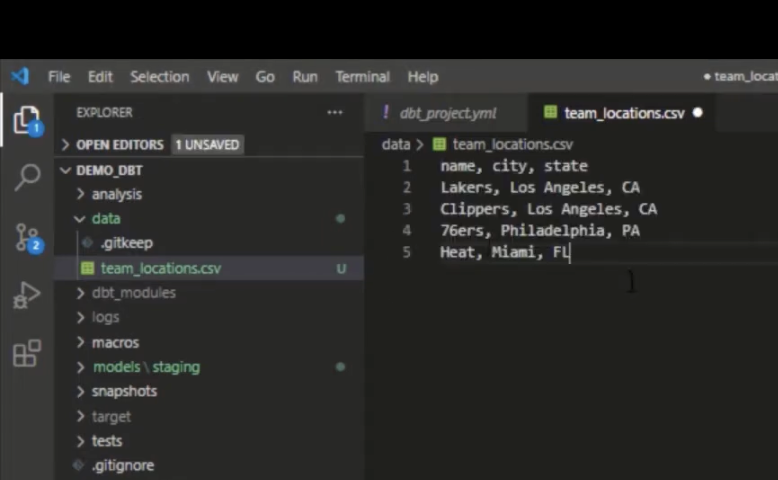 File Edit Selection View Go Run Terminal Help ● team_locat
EXPLORER ...
OPEN EDITORS 1 UNSAVED
DEMO_DBT
analysis
data
.gitkeep
team_locations.csv U
dbt_modules
logs
macros
models\staging
snapshots
target
tests
.gitignore
1
2
! dbt_project.yml team_locations.csv ●
data > team_locations.csv
1 name, city, state
2 Lakers, Los Angeles, CA
3 Clippers, Los Angeles, CA
4 76ers, Philadelphia, PA
5 Heat, Miami, FL